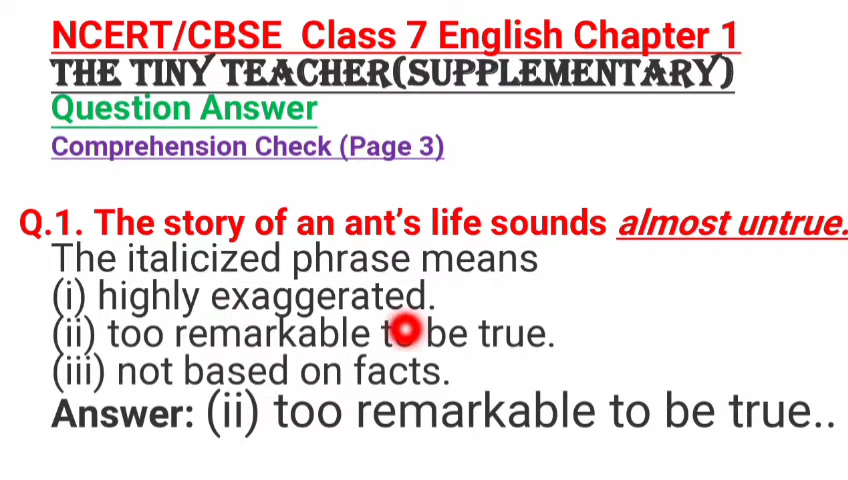 NCERT/CBSE Class 7 English Chapter 1
THE TINY TEACHER(SUPPLEMENTARY)
Question Answer
Comprehension Check (Page 3)
Q.1. The story of an ant’s life sounds almost untrue.
The italicized phrase means
(i) highly exaggerated.
(ii) too remarkable to be true.
(iii) not based on facts.
Answer: (ii) too remarkable to be true..